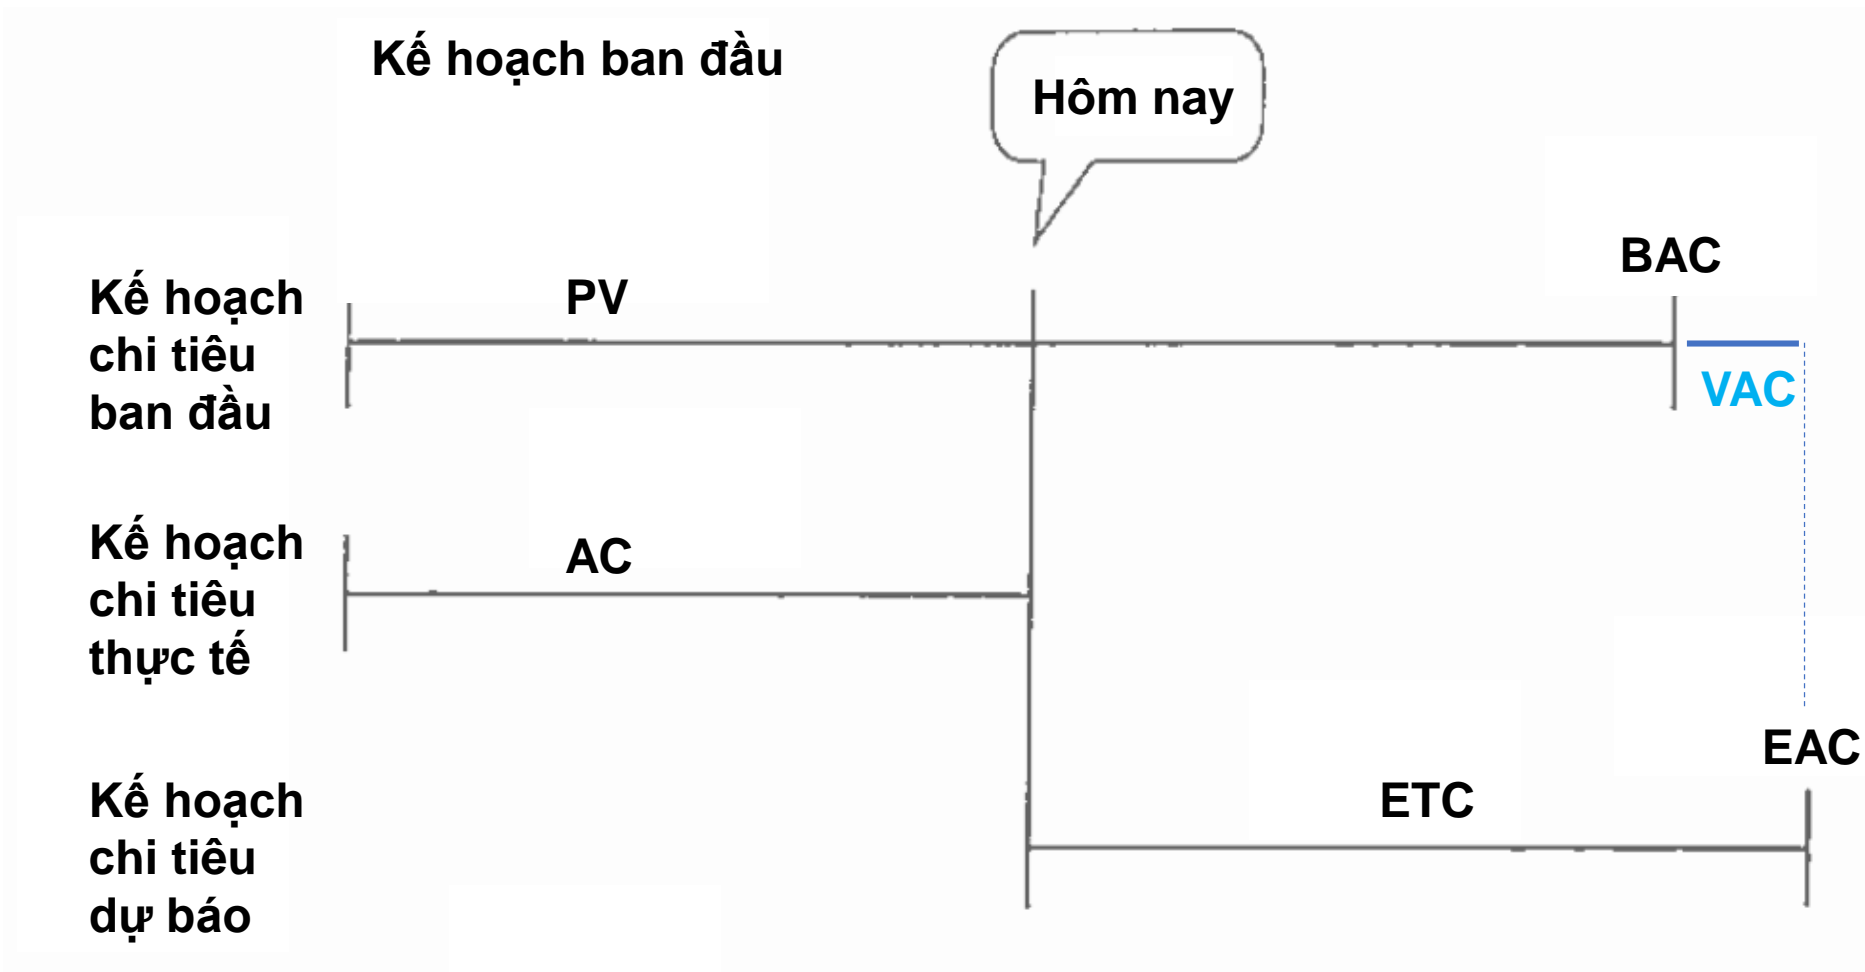 Kế hoạch ban đầu
Hôm nay
BAC
Kế hoạch
chi tiêu
ban đầu
PV
VAC
Kế hoạch
chi tiêu
thực tế
AC
EAC
Kế hoạch
chi tiêu
dự báo
ETC